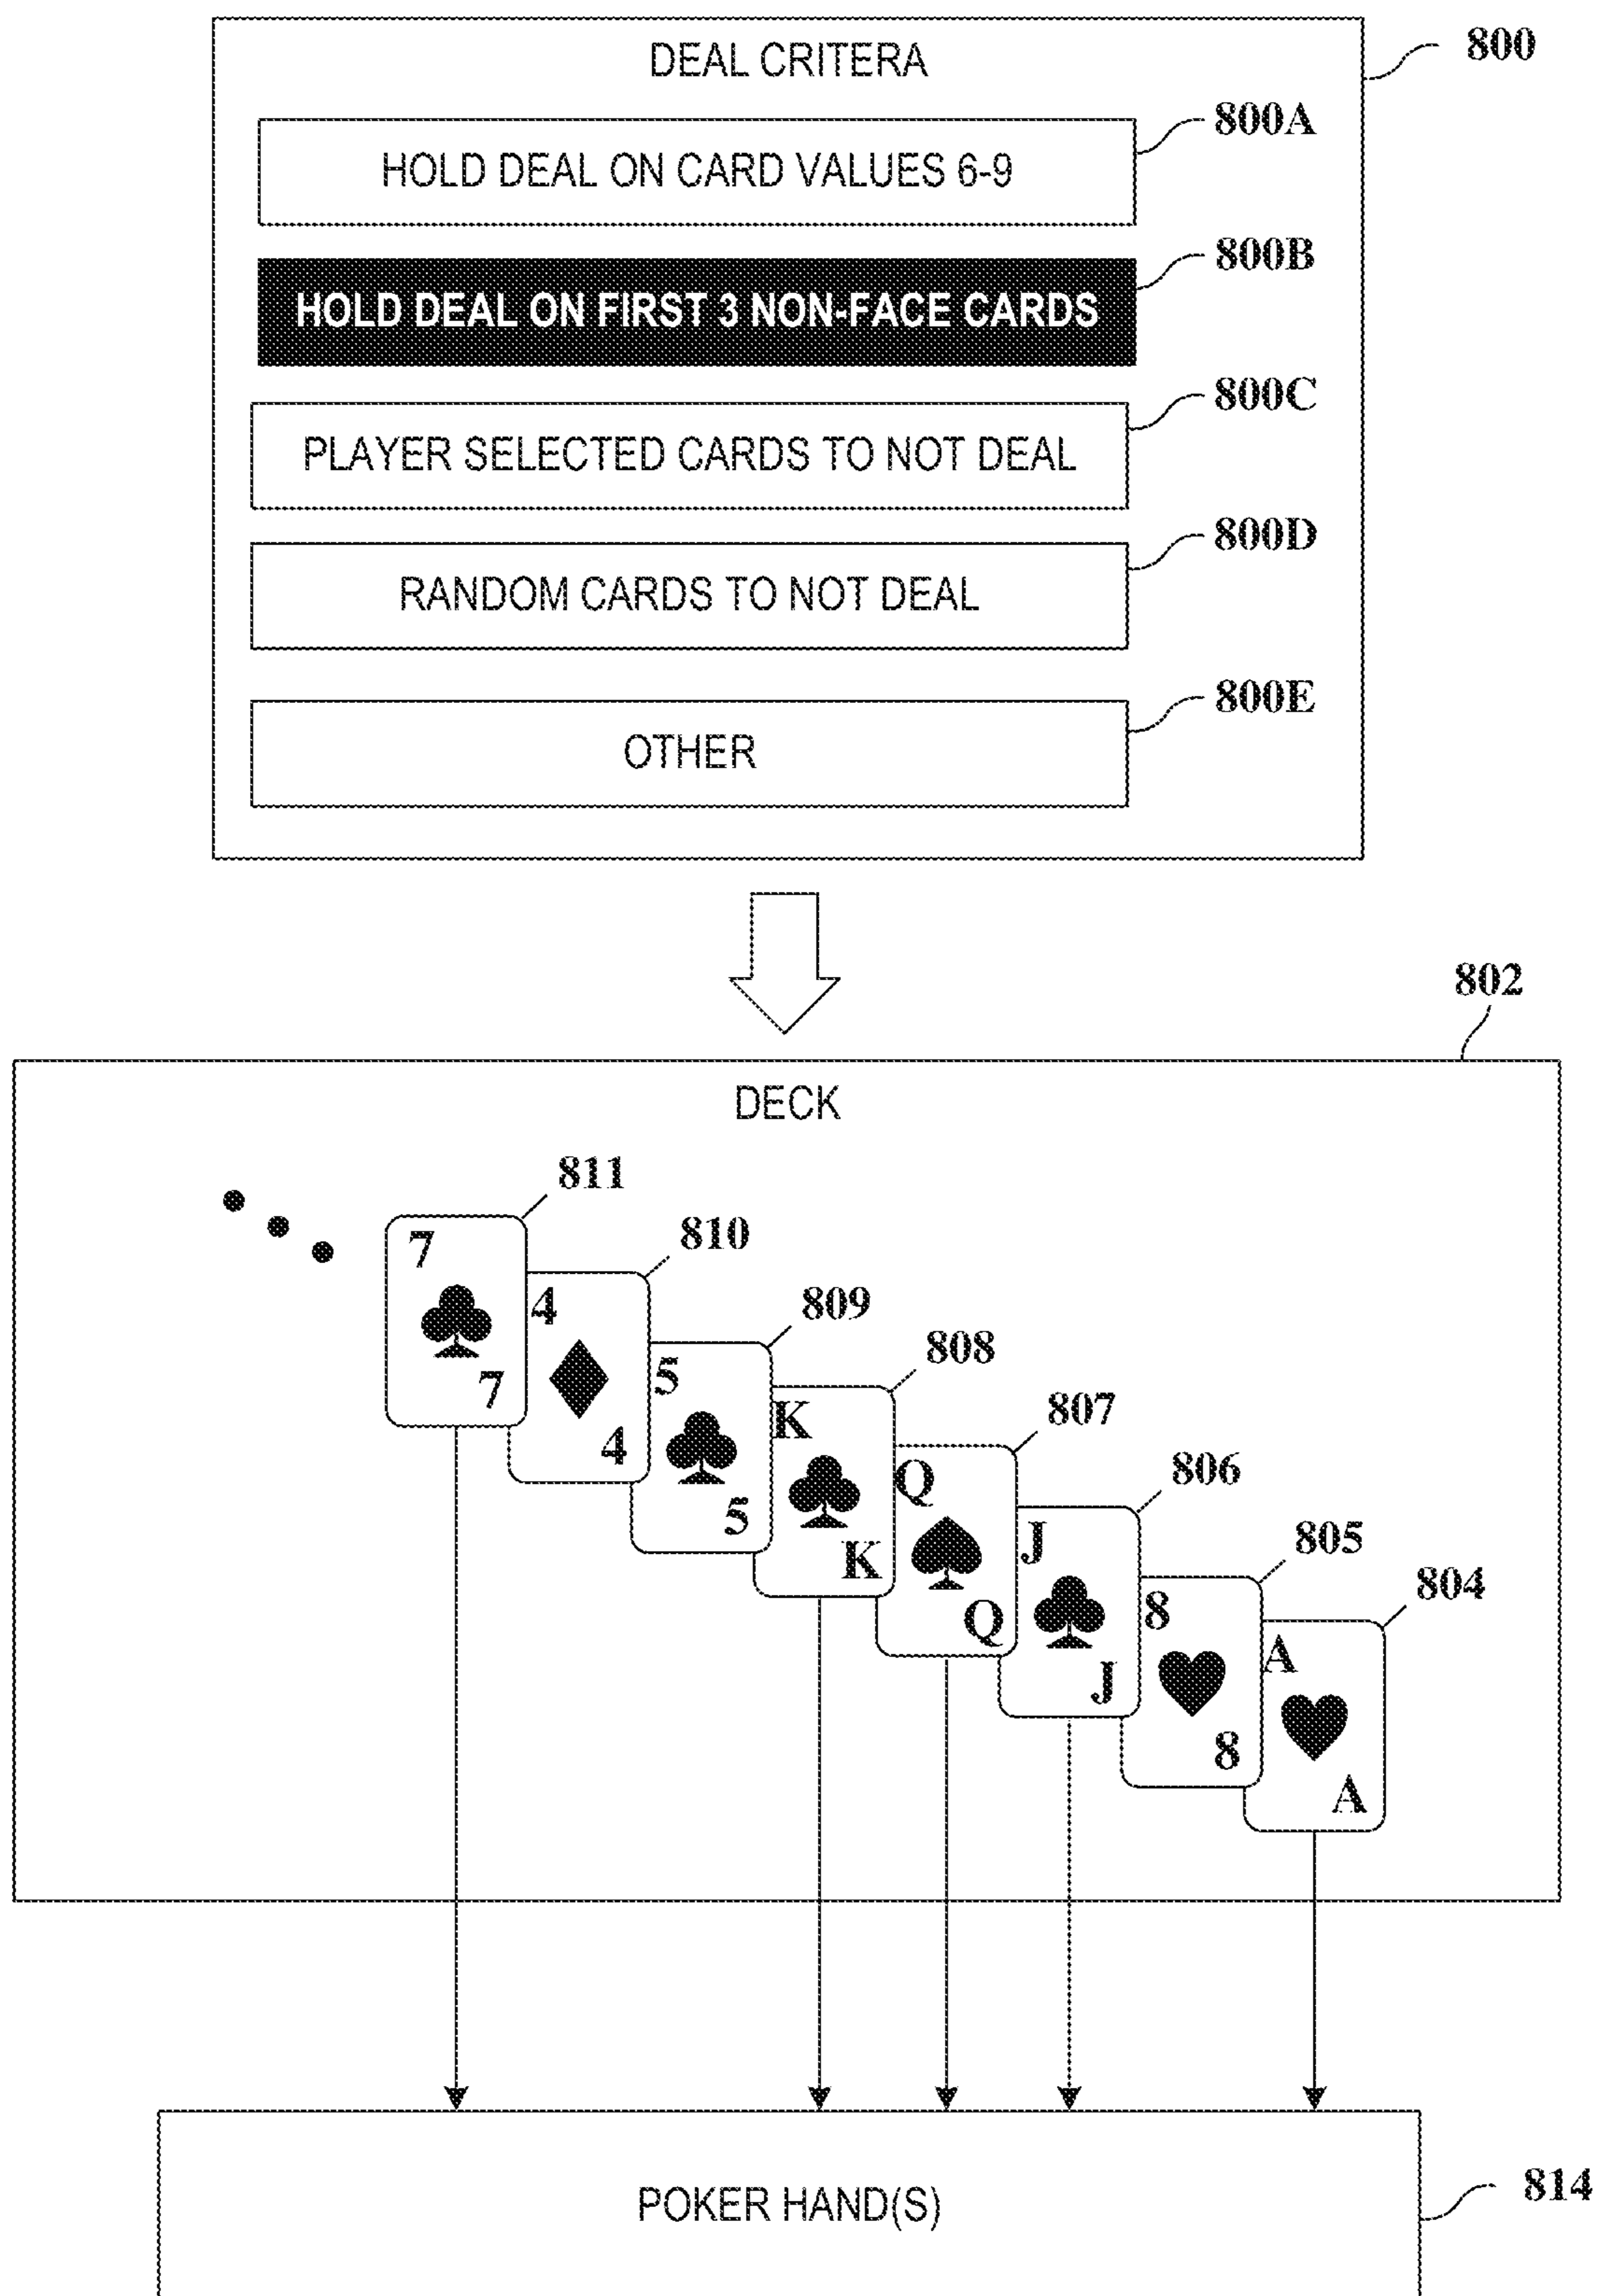 DEAL CRITERA
800
800A
HOLD DEAL ON CARD VALUES 6-9
800B
HOLD DEAL ON FIRST 3 NON-FACE CARDS
800C
PLAYER SELECTED CARDS TO NOT DEAL
800D
RANDOM CARDS TO NOT DEAL
800E
OTHER
802
DECK
811
7
7
810
4
4
809
5
5
808
K
K
807
Q
Q
806
J
J
805
8
8
804
A
A
POKER HAND(S)
814